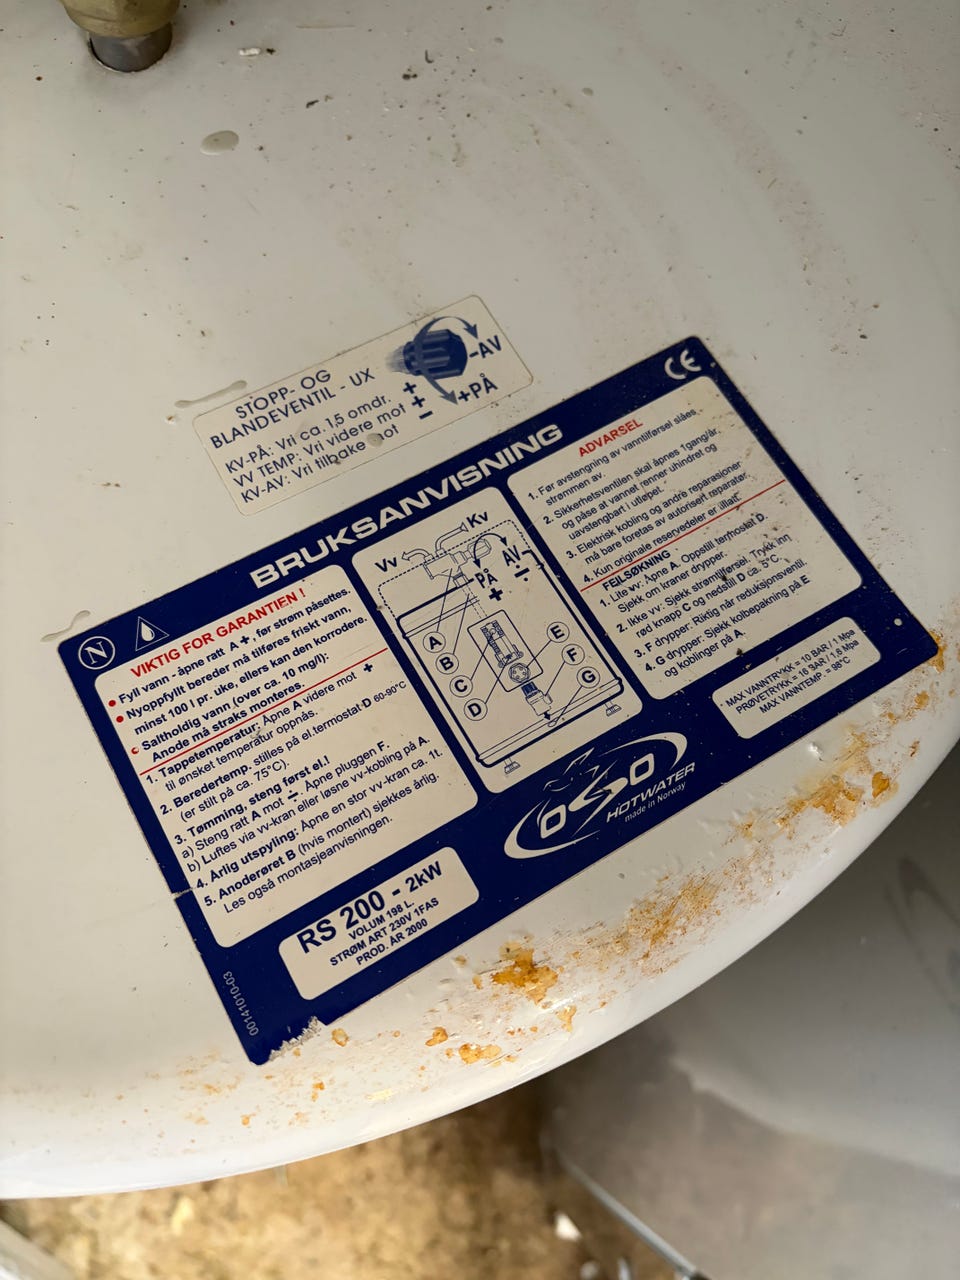 STOPP- OG
BLANDEVENTIL - UX
KV-PÅ: Vri ca. 1,5 omdr. +
VV TEMP: Vri videre mot +
KV-AV: Vri tilbake mot -
-AV
+PÅ
BRUKSANVISNING
CE
N
VIKTIG FOR GARANTIEN !
• Fyll vann - åpne ratt A +, før strøm påsettes.
• Nyoppfylt bereder må tilføres friskt vann,
minst 100 l pr. uke, ellers kan den korrodere.
• Saltholdig vann (over ca. 10 mg/l):
Anode må straks monteres.
1. Tappetemperatur: Åpne A videre mot +
til ønsket temperatur oppnås.
2. Beredertemp. stilles på el.termostat D 60-90°C
(er stilt på ca. 75°C).
3. Tømming, steng først el.!
a) Steng ratt A mot ÷. Åpne pluggen F.
b) Luftes via vv-kran eller løsne vv-kobling på A.
4. Årlig utspyling: Åpne en stor vv-kran ca. 1t.
5. Anoderøret B (hvis montert) sjekkes årlig.
Les også montasjeanvisningen.
Vv
Kv
AV
÷
PÅ
+
A
B
C
D
E
F
G
ADVARSEL
1. Før avstengning av vanntilførsel slåes
strømmen av.
2. Sikkerhetsventilen skal åpnes 1gang/år,
og påse at vannet renner uhindret og
uavstengbart i utløpet.
3. Elektrisk kobling og andre reparasjoner
må bare foretas av autorisert reparatør.
4. Kun originale reservedeler er tillatt.
FEILSØKNING
1. Lite vv: Åpne A. Oppstill termostat D.
Sjekk om kraner drypper.
2. Ikke vv: Sjekk strømtilførsel. Trykk inn
rød knapp C og nedstill D ca. 5°C.
3. F drypper: Riktig når reduksjonsventil.
4. G drypper: Sjekk kolbepakning på E
og koblinger på A.
MAX VANNTRYKK = 10 BAR / 1 Mpa
PRØVETRYKK = 16 BAR / 1,6 Mpa
MAX VANNTEMP. = 98°C
OSO
HOTWATER
made in Norway
RS 200 - 2kW
VOLUM 198 L.
STRØM ART 230V 1FAS
PROD. ÅR 2000
00141010-03